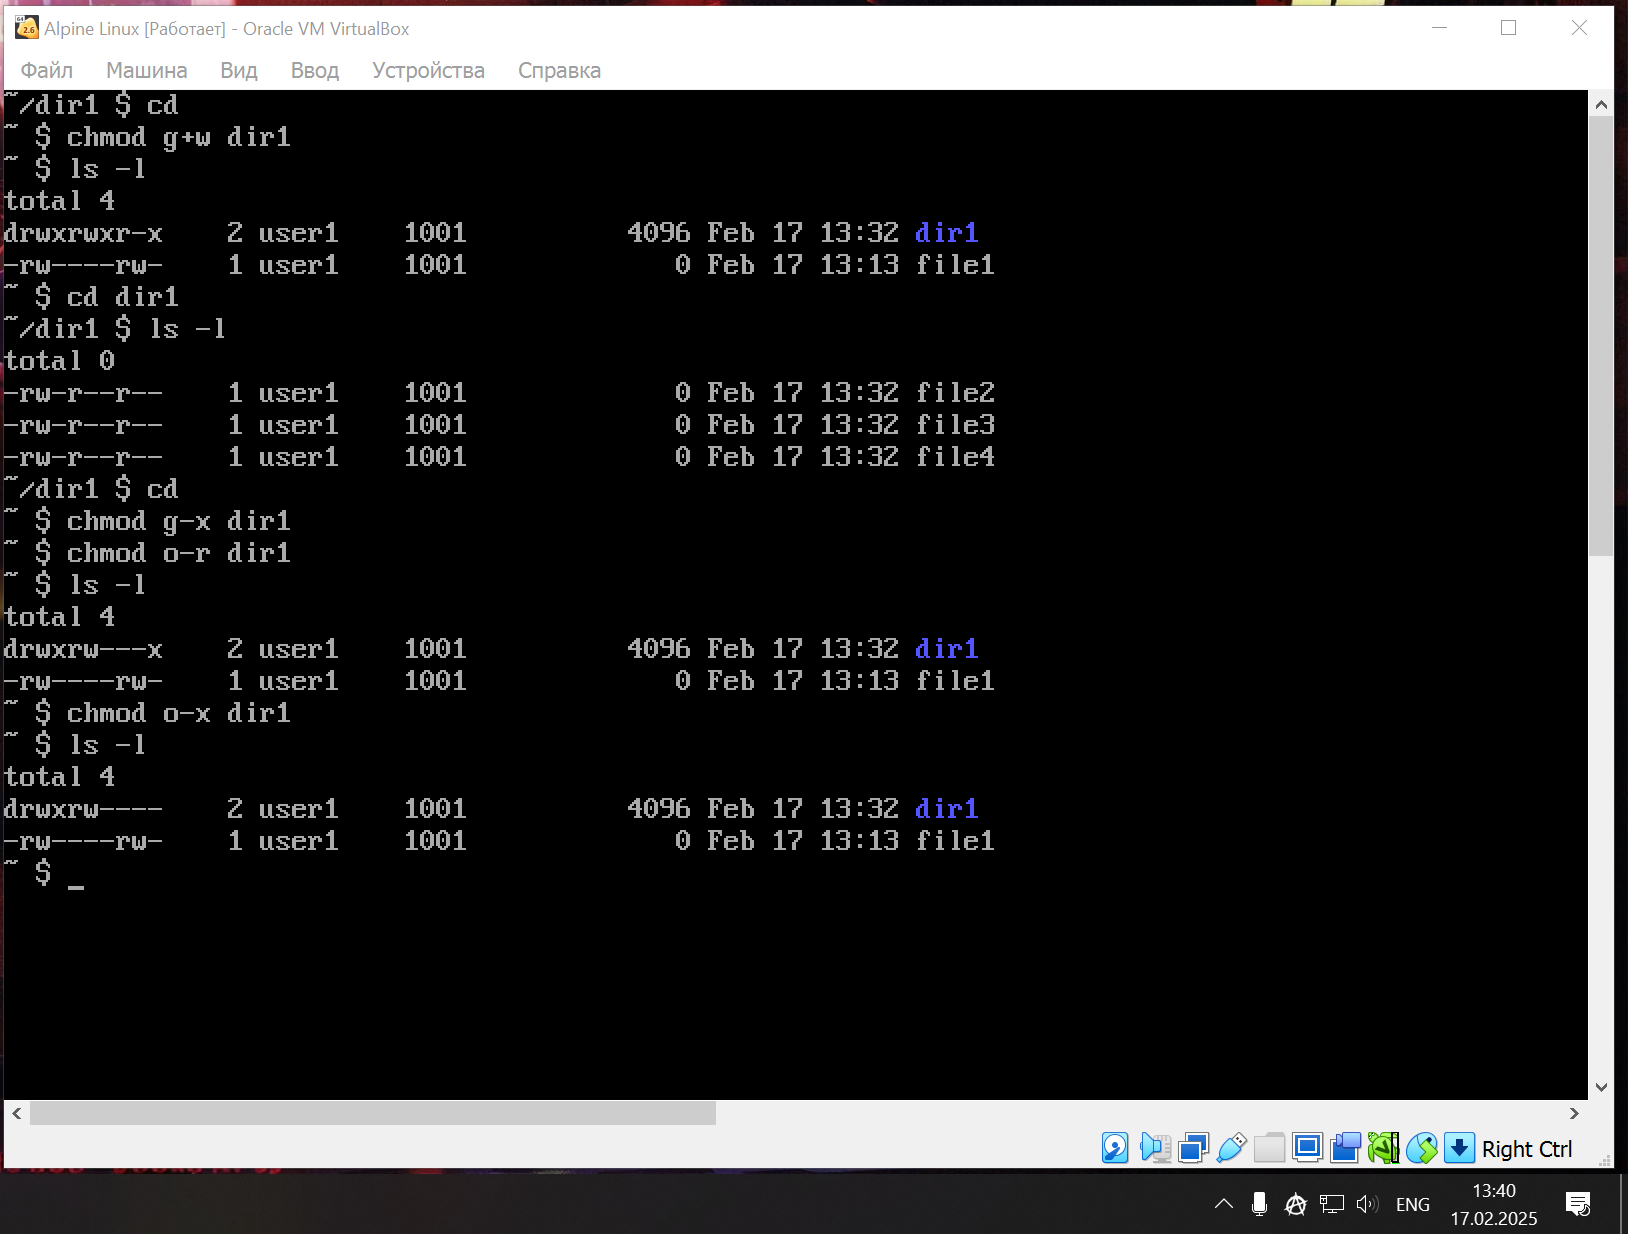 Alpine Linux [Работает] - Oracle VM VirtualBox
Файл Машина Вид Ввод Устройства Справка
~/dir1 $ cd
~ $ chmod g+w dir1
~ $ ls -l
total 4
drwxrwxr-x    2 user1    1001          4096 Feb 17 13:32 dir1
-rw----rw-    1 user1    1001             0 Feb 17 13:13 file1
~ $ cd dir1
~/dir1 $ ls -l
total 0
-rw-r--r--    1 user1    1001             0 Feb 17 13:32 file2
-rw-r--r--    1 user1    1001             0 Feb 17 13:32 file3
-rw-r--r--    1 user1    1001             0 Feb 17 13:32 file4
~/dir1 $ cd
~ $ chmod g-x dir1
~ $ chmod o-r dir1
~ $ ls -l
total 4
drwxrw---x    2 user1    1001          4096 Feb 17 13:32 dir1
-rw----rw-    1 user1    1001             0 Feb 17 13:13 file1
~ $ chmod o-x dir1
~ $ ls -l
total 4
drwxrw----    2 user1    1001          4096 Feb 17 13:32 dir1
-rw----rw-    1 user1    1001             0 Feb 17 13:13 file1
~ $ _
Right Ctrl
ENG
13:40
17.02.2025